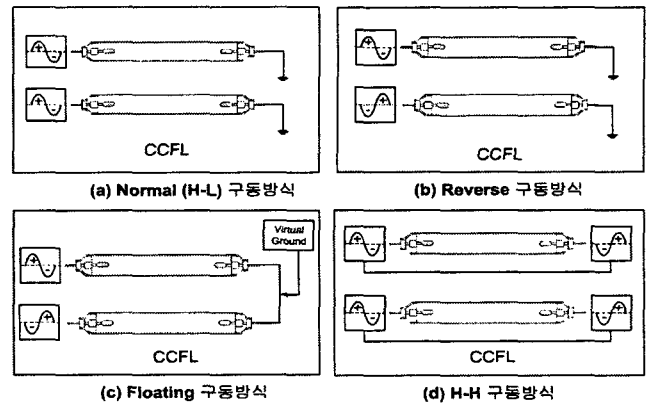 CCFL
CCFL
(a) Normal (H-L) 구동방식
(b) Reverse 구동방식
Virtual
Ground
CCFL
CCFL
(c) Floating 구동방식
(d) H-H 구동방식